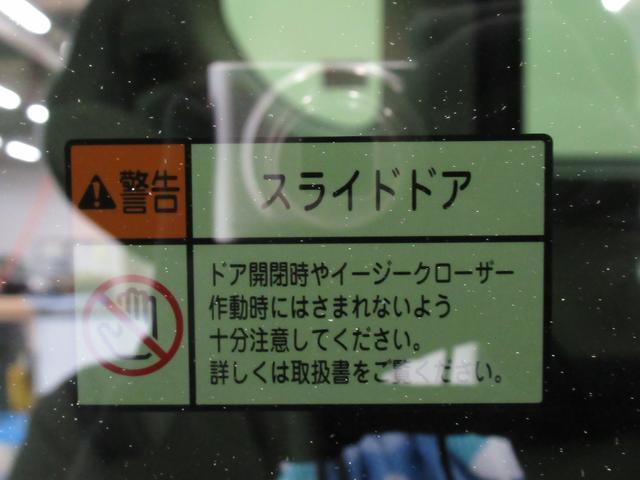 警告
スライドドア
ドア開閉時やイージークローザー
作動時にはさまれないよう
十分注意してください。
詳しくは取扱書をご覧ください。